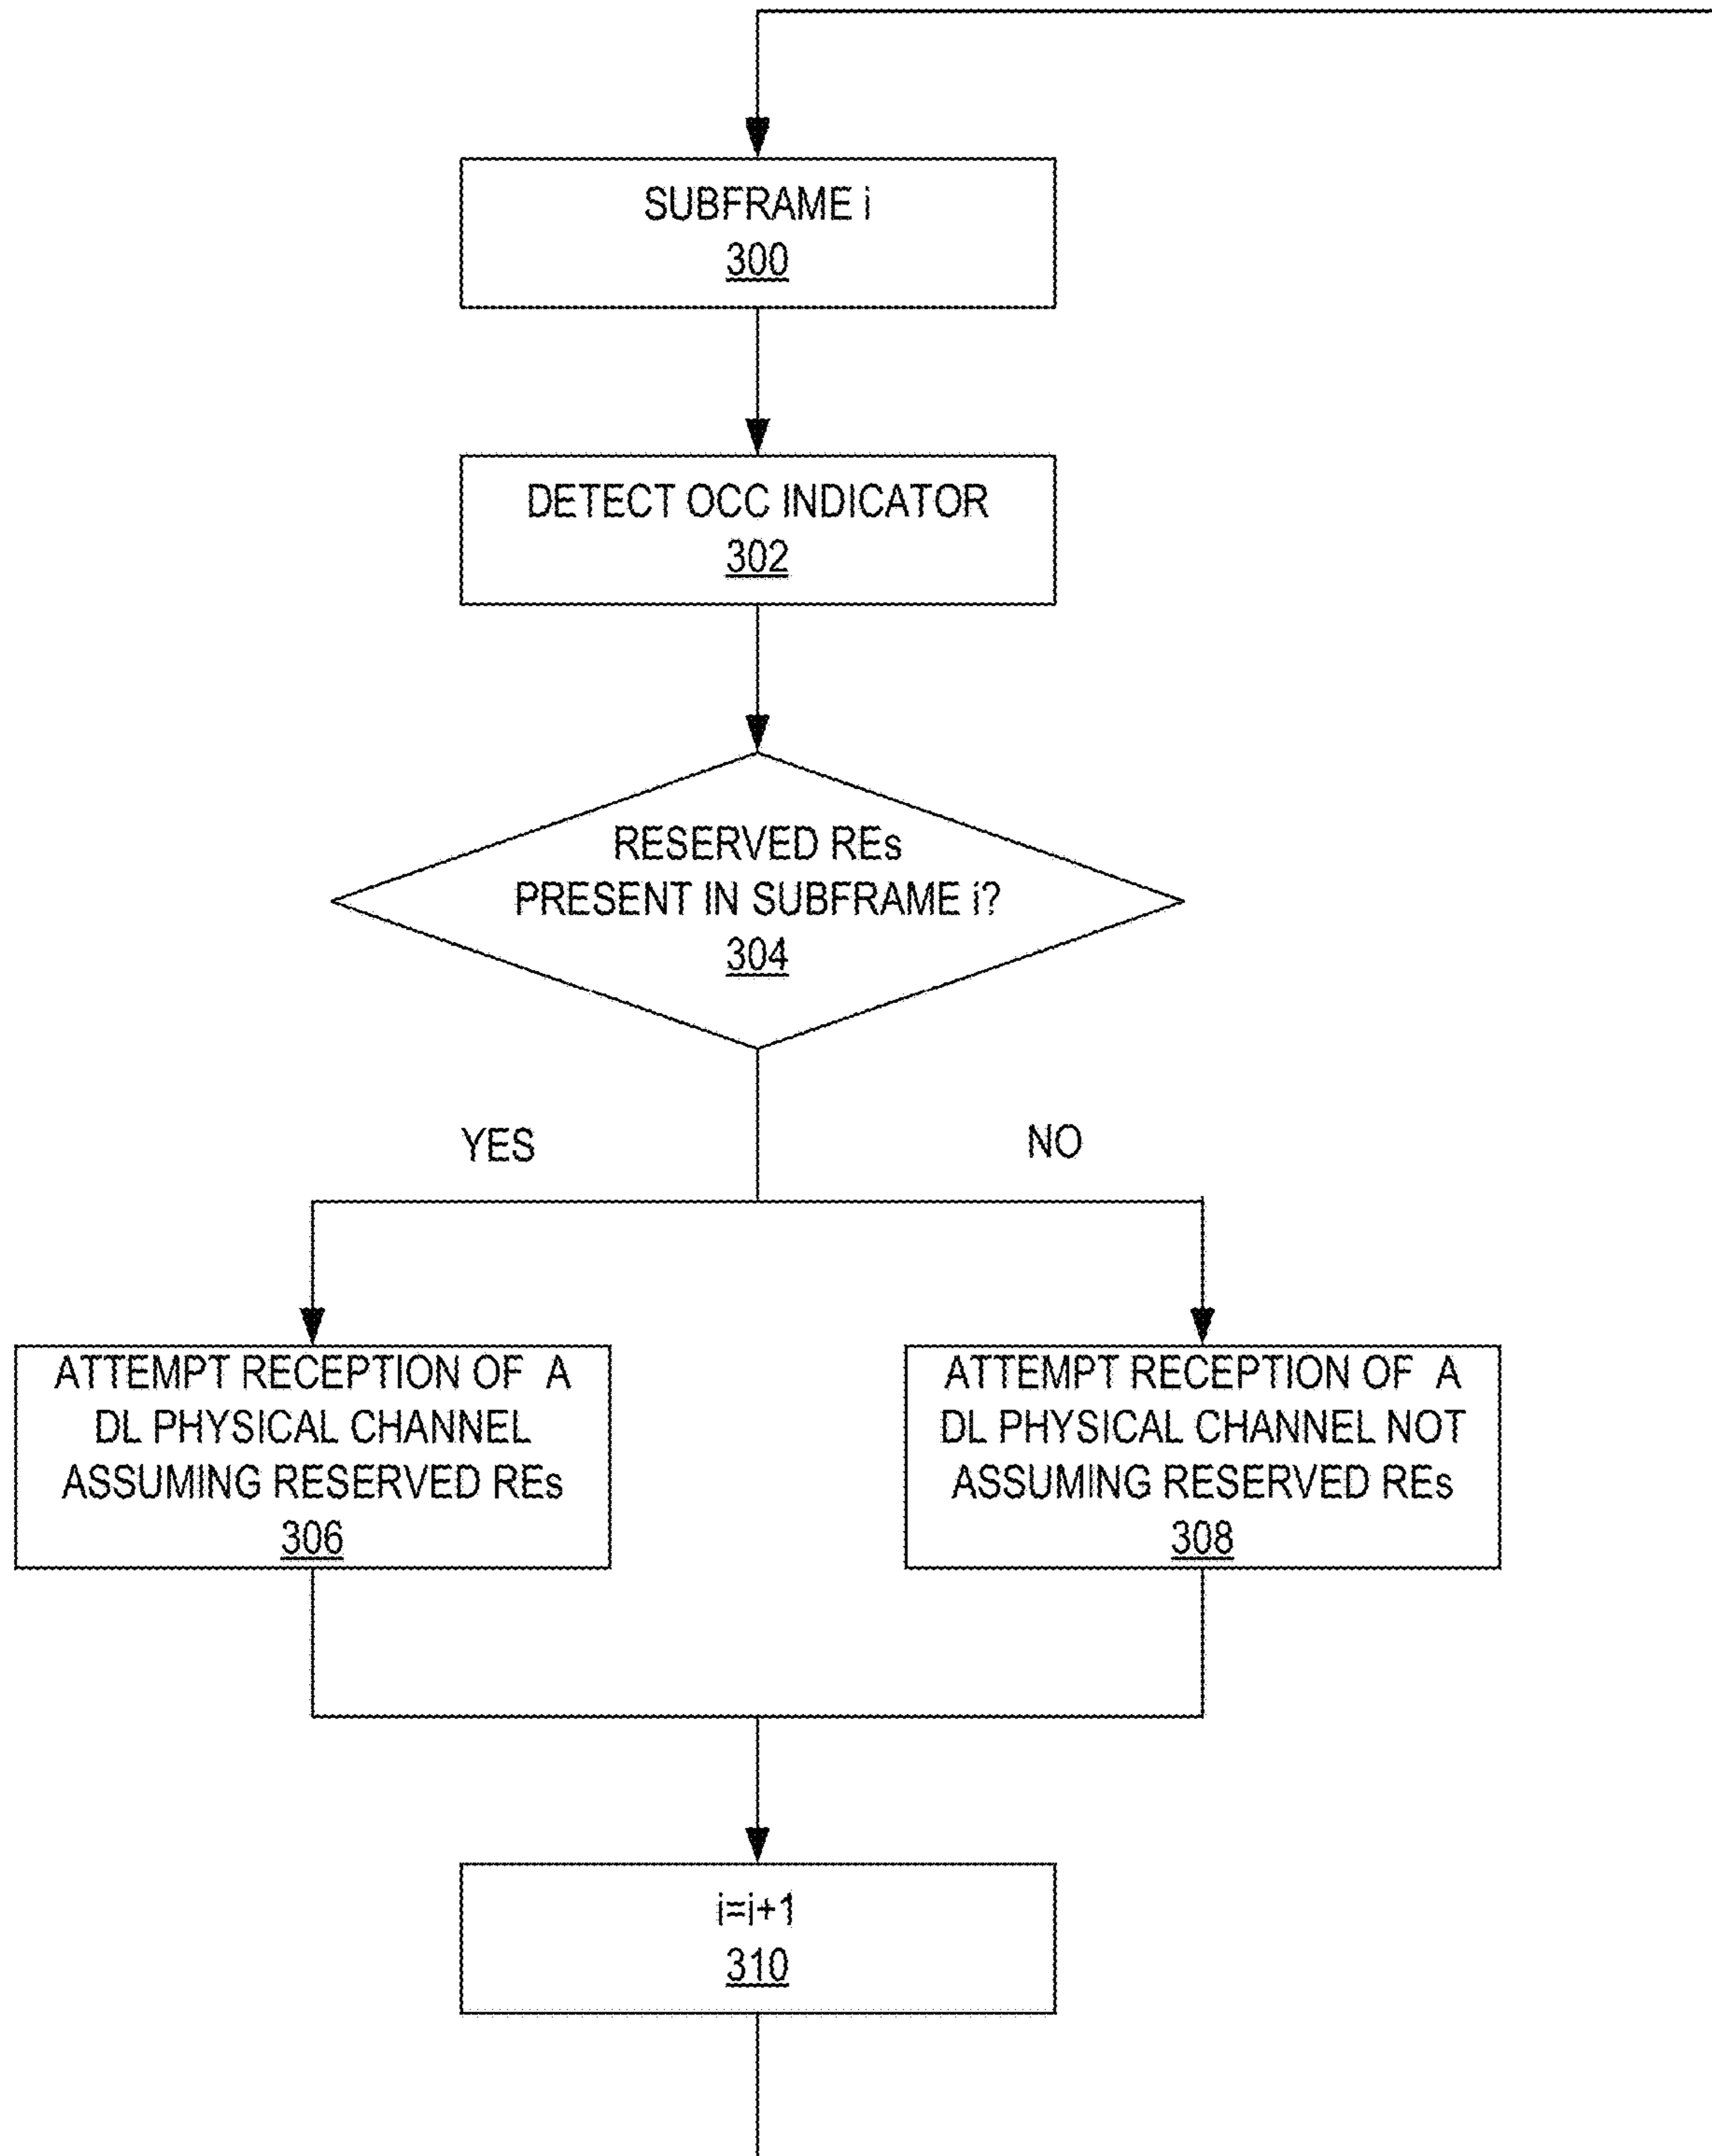 SUBFRAME i
300
DETECT OCC INDICATOR
302
RESERVED REs
PRESENT IN SUBFRAME i?
304
YES
NO
ATTEMPT RECEPTION OF A
DL PHYSICAL CHANNEL
ASSUMING RESERVED REs
306
ATTEMPT RECEPTION OF A
DL PHYSICAL CHANNEL NOT
ASSUMING RESERVED REs
308
i=i+1
310